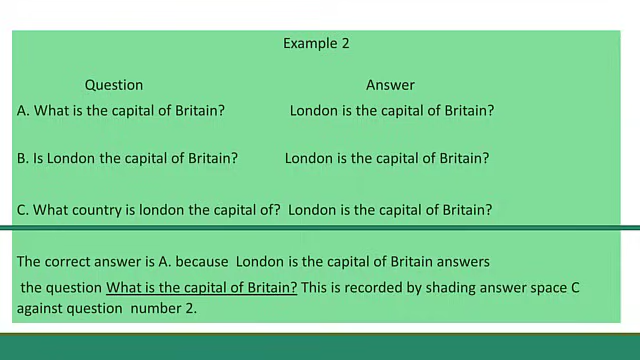 Example 2
Question Answer
A. What is the capital of Britain? London is the capital of Britain?
B. Is London the capital of Britain? London is the capital of Britain?
C. What country is london the capital of? London is the capital of Britain?
The correct answer is A. because London is the capital of Britain answers
the question What is the capital of Britain? This is recorded by shading answer space C
against question number 2.